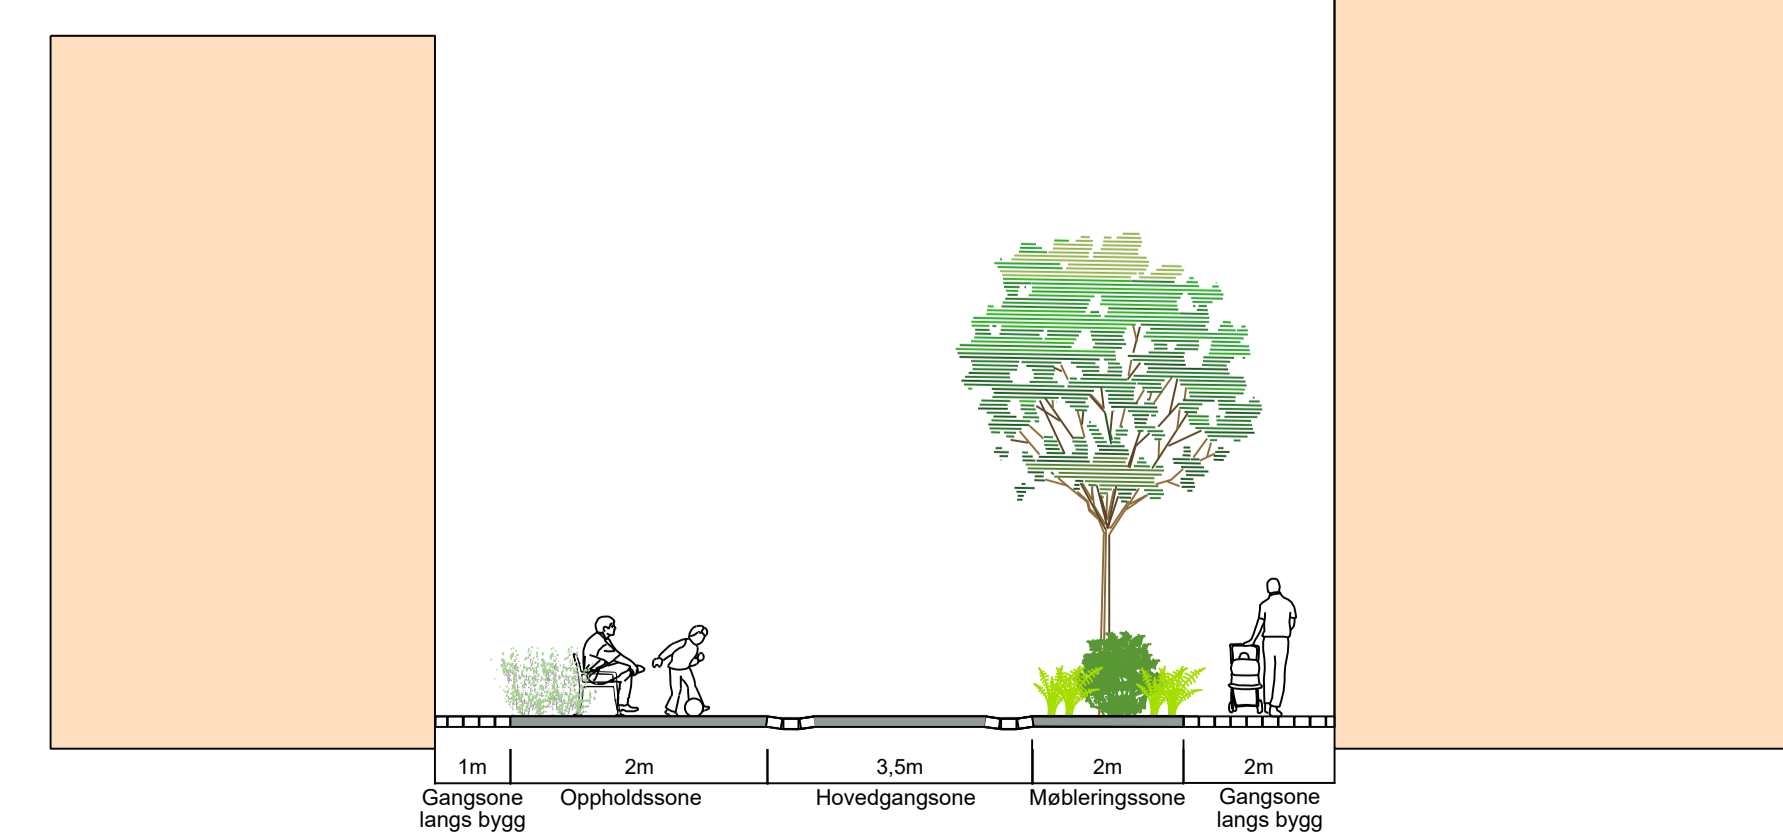 1m
2m
3,5m
2m
2m
Gangsone
langs bygg
Oppholdssone
Hovedgangsone
Møbleringssone
Gangsone
langs bygg